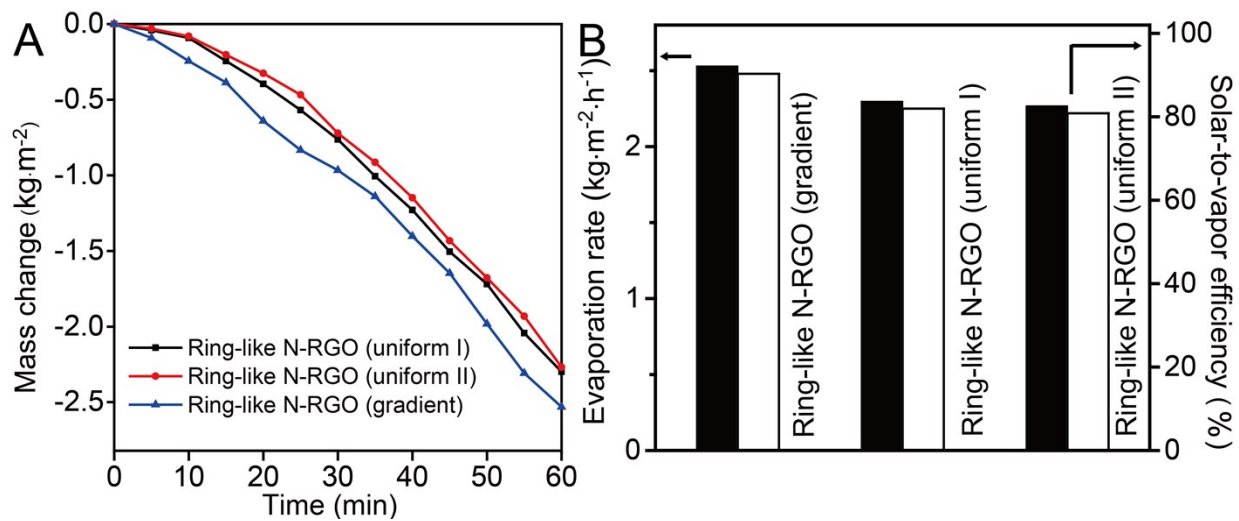 A
Mass change (kg·m-2)
0.0
-0.5
-1.0
-1.5
-2.0
-2.5
Ring-like N-RGO (uniform I)
Ring-like N-RGO (uniform II)
Ring-like N-RGO (gradient)
0 10 20 30 40 50 60
Time (min)
B
Evaporation rate (kg·m-2·h-1)
2
1
0
Ring-like N-RGO (gradient)
Ring-like N-RGO (uniform I)
Ring-like N-RGO (uniform II)
100
80
60
40
20
0
Solar-to-vapor efficiency (%)